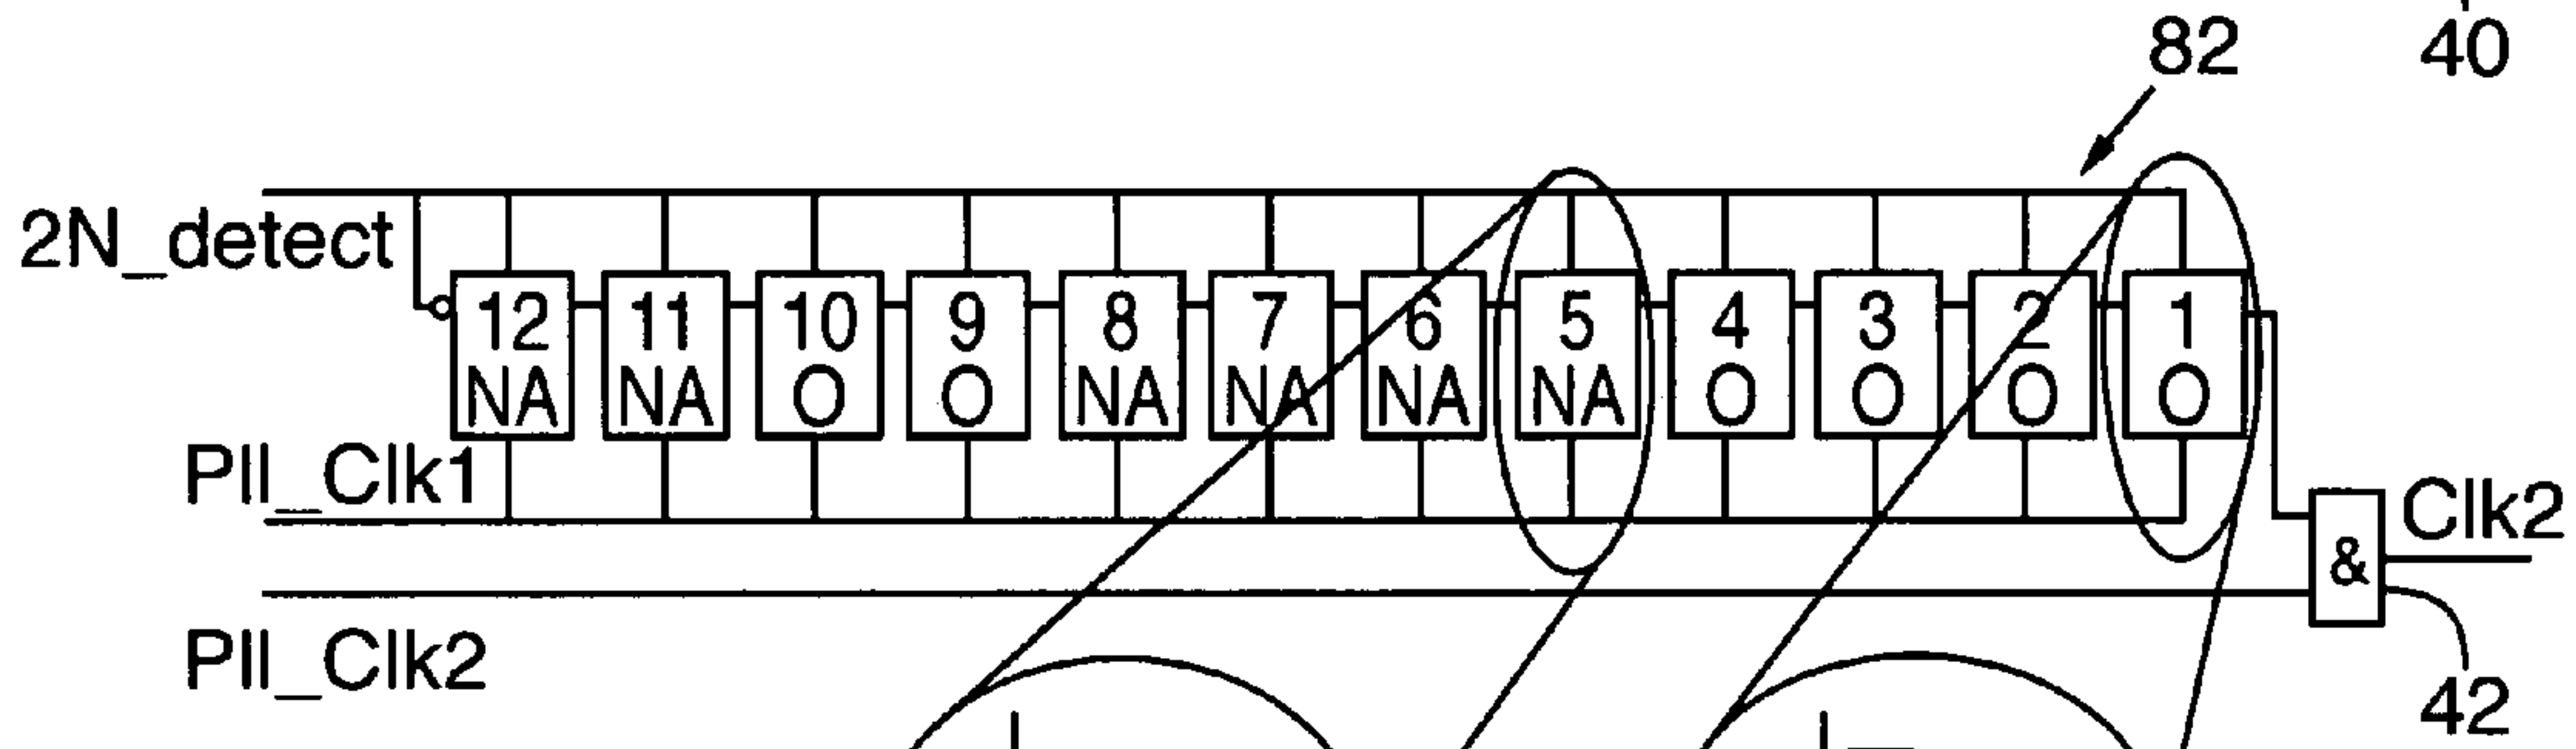 82
40
2N_detect
12 11 10 9 8 7 6 5 4 3 2 1
NA NA O O NA NA NA NA O O O O
Pll_Clk1
Clk2
&
Pll_Clk2
42